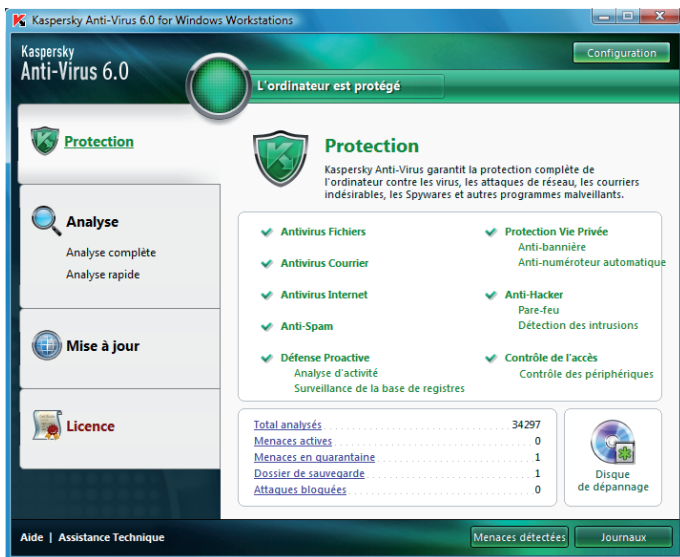 Kaspersky Anti-Virus 6.0 for Windows Workstations
Kaspersky
Anti-Virus 6.0
Configuration
L'ordinateur est protégé
Protection
Analyse
Analyse complète
Analyse rapide
Mise à jour
Licence
Protection
Kaspersky Anti-Virus garantit la protection complète de
l'ordinateur contre les virus, les attaques de réseau, les courriers
indésirables, les Spywares et autres programmes malveillants.
Antivirus Fichiers
Antivirus Courrier
Antivirus Internet
Anti-Spam
Défense Proactive
Analyse d'activité
Surveillance de la base de registres
Protection Vie Privée
Anti-bannière
Anti-numéroteur automatique
Anti-Hacker
Pare-feu
Détection des intrusions
Contrôle de l'accès
Contrôle des périphériques
Total analysés 34297
Menaces actives 0
Menaces en quarantaine 1
Dossier de sauvegarde 1
Attaques bloquées 0
Disque
de dépannage
Aide | Assistance Technique
Menaces détectées
Journaux